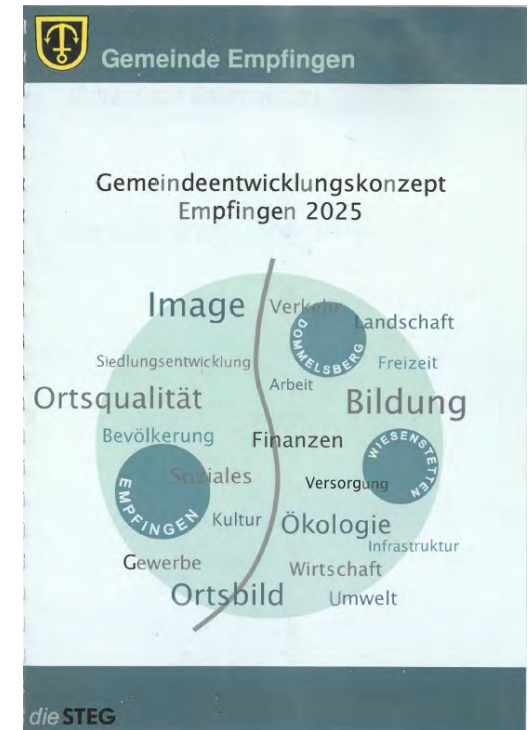 Gemeinde Empfingen
Gemeindeentwicklungskonzept
Empfingen 2025
Image
Verkehr
DOMMELSBERG
Landschaft
Siedlungsentwicklung
Freizeit
Arbeit
Ortsqualität
Bildung
Bevölkerung
Finanzen
WIESENSTETTEN
Soziales
Versorgung
EMPFINGEN
Kultur
Ökologie
Infrastruktur
Gewerbe
Wirtschaft
Ortsbild
Umwelt
die STEG